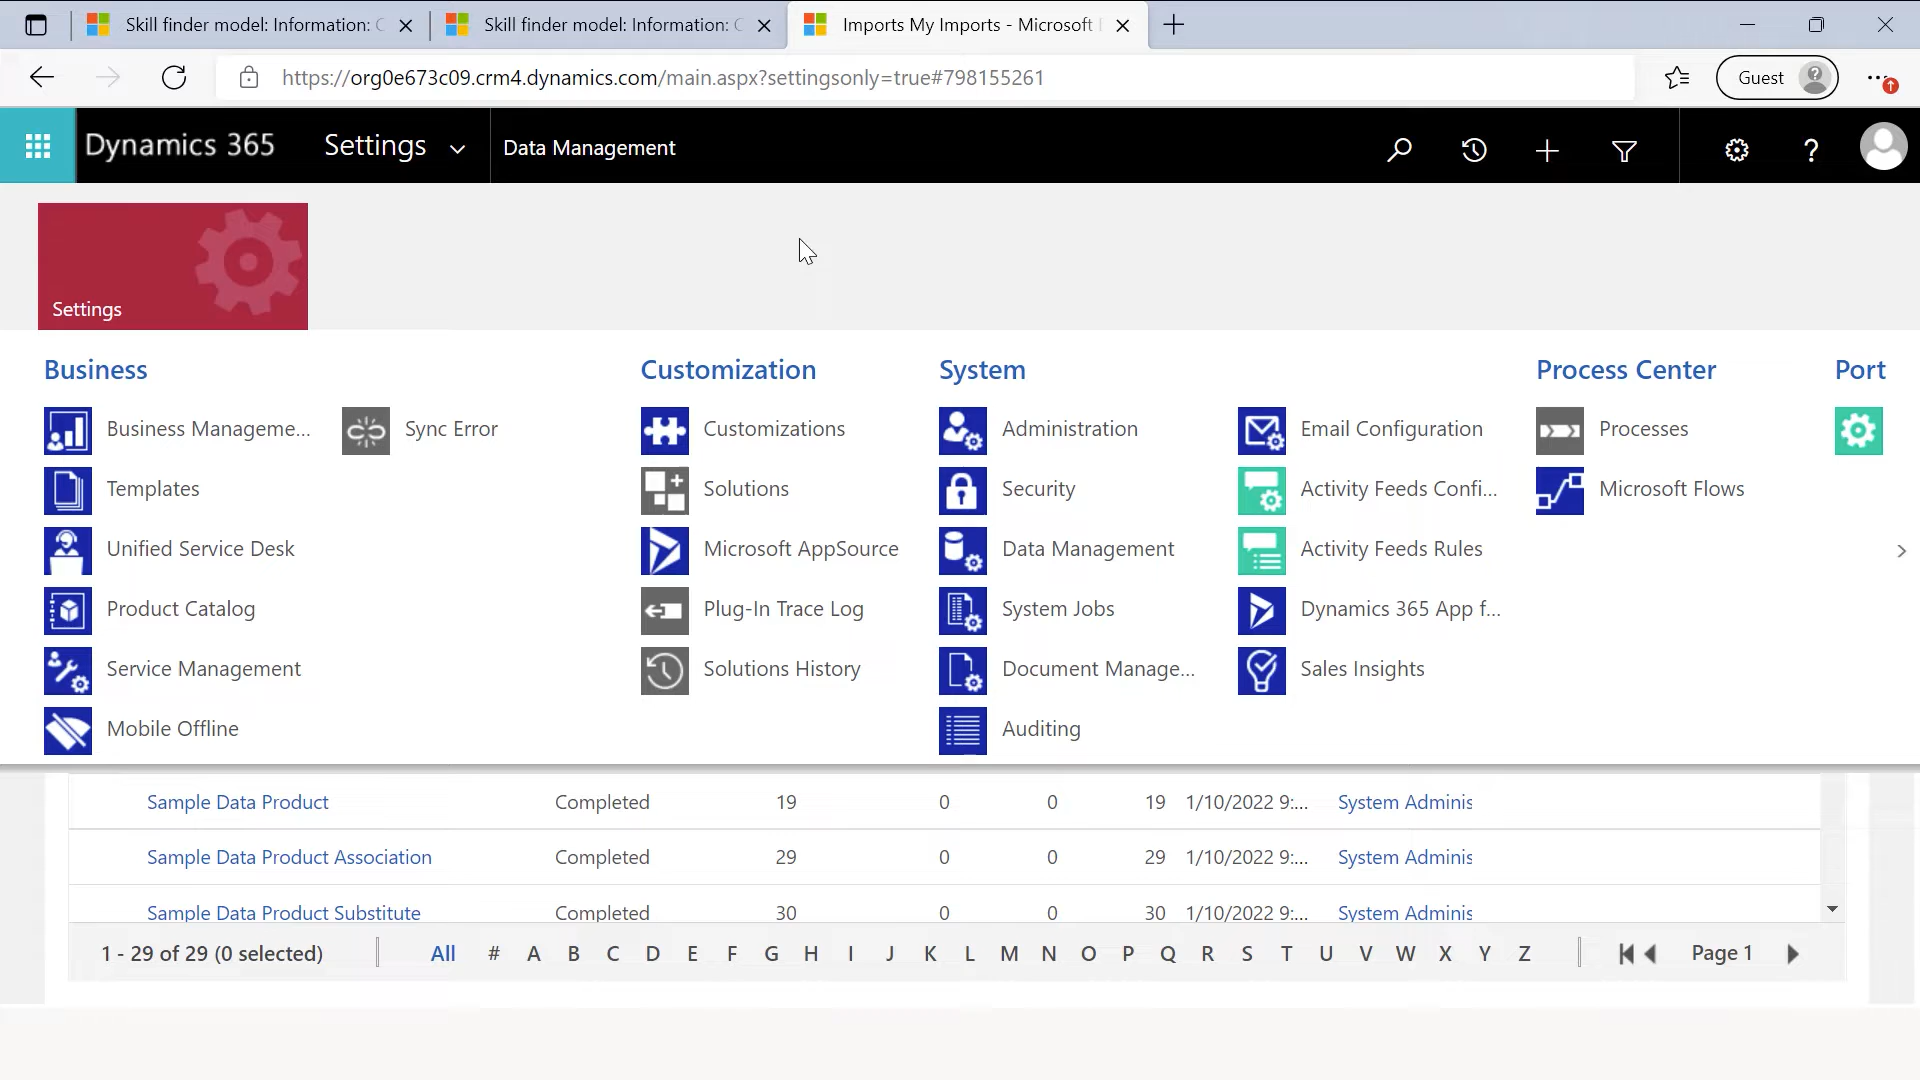 Skill finder model: Information: C
Skill finder model: Information: C
Imports My Imports - Microsoft
https://org0e673c09.crm4.dynamics.com/main.aspx?settingsonly=true#798155261
Guest
Dynamics 365
Settings
Data Management
Settings
Business
Business Manageme...
Sync Error
Templates
Unified Service Desk
Product Catalog
Service Management
Mobile Offline
Customization
Customizations
Solutions
Microsoft AppSource
Plug-In Trace Log
Solutions History
System
Administration
Email Configuration
Security
Activity Feeds Confi...
Data Management
Activity Feeds Rules
System Jobs
Dynamics 365 App f...
Document Manage...
Sales Insights
Auditing
Process Center
Processes
Microsoft Flows
Port
Sample Data Product Completed 19 0 0 19 1/10/2022 9:... System Adminis
Sample Data Product Association Completed 29 0 0 29 1/10/2022 9:... System Adminis
Sample Data Product Substitute Completed 30 0 0 30 1/10/2022 9:... System Adminis
1 - 29 of 29 (0 selected) All # A B C D E F G H I J K L M N O P Q R S T U V W X Y Z Page 1